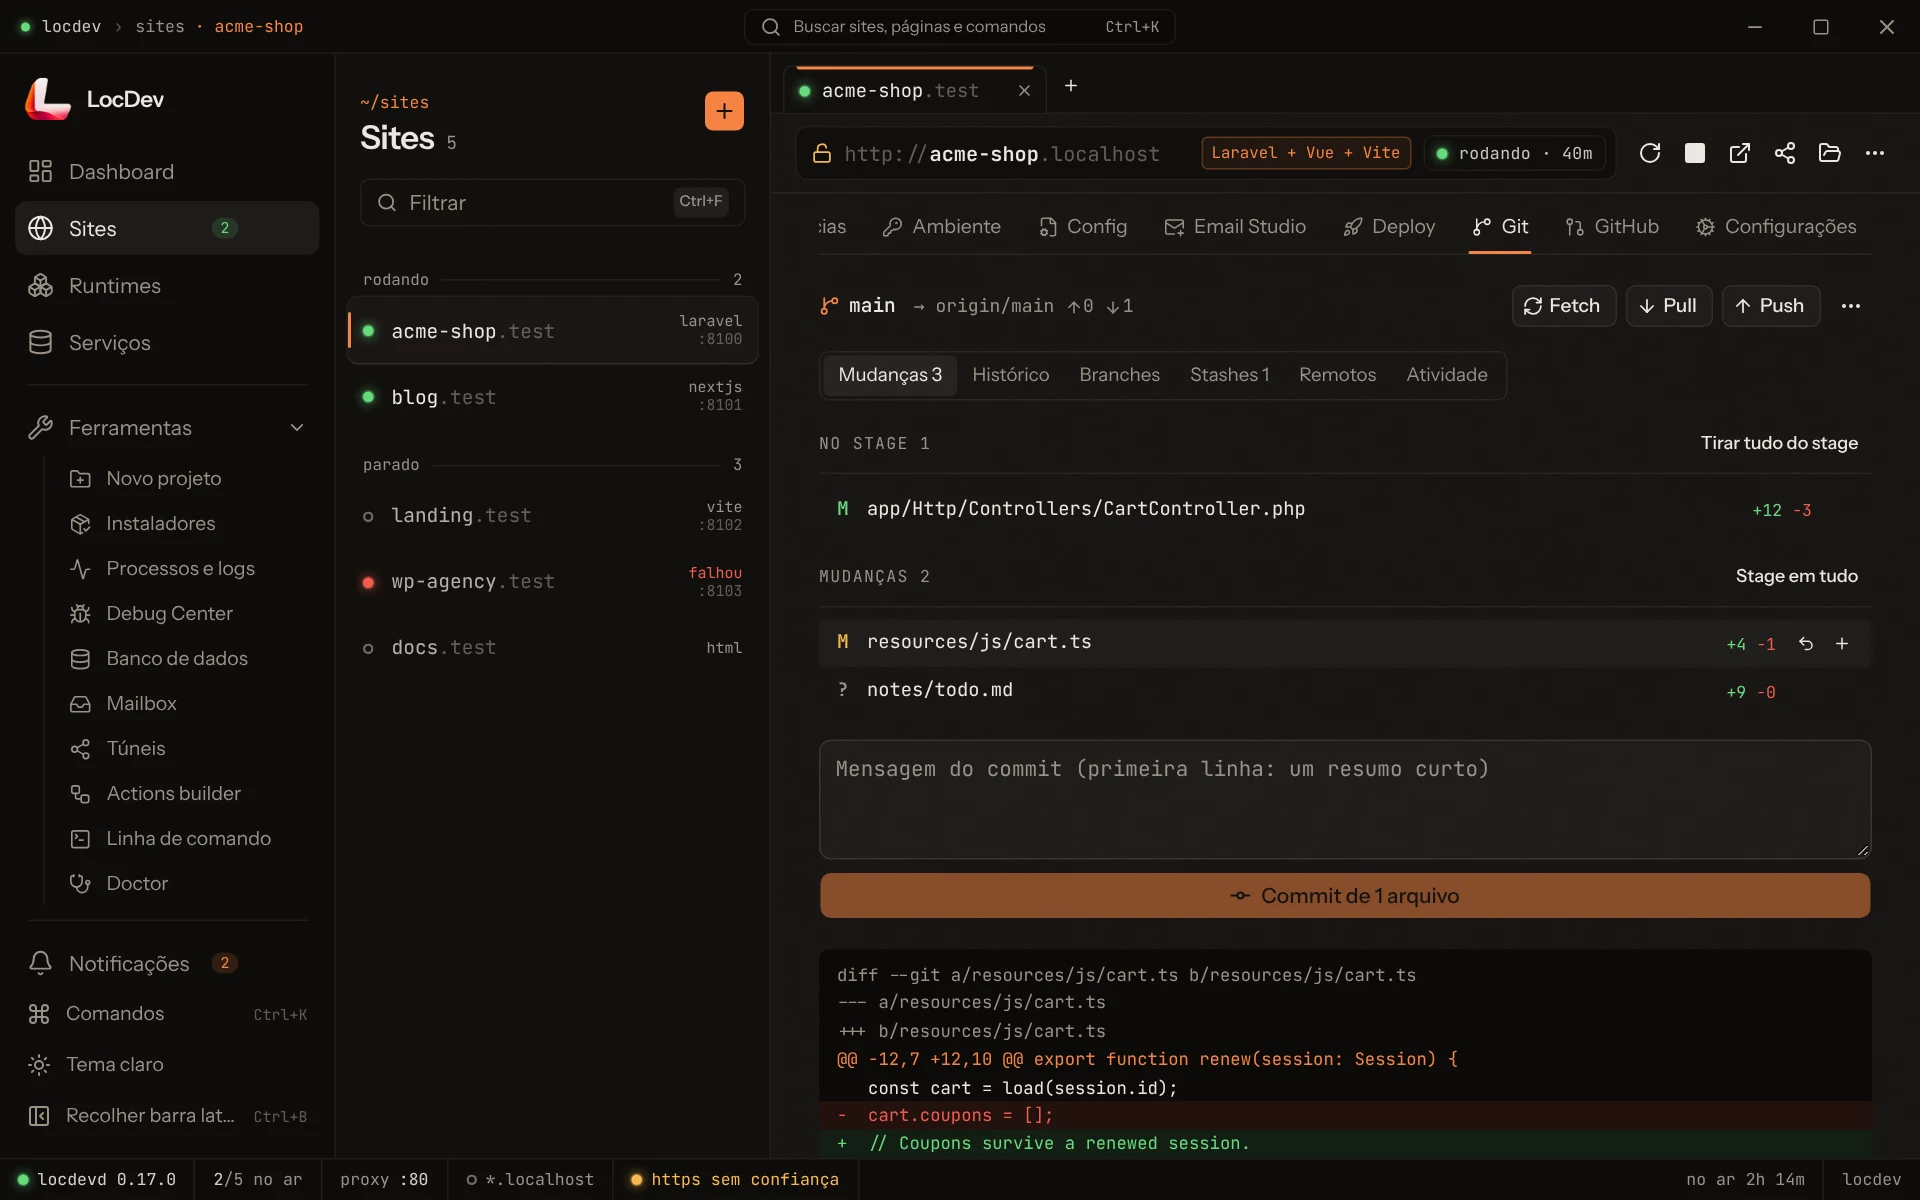 locdev › sites · acme-shop
Buscar sites, páginas e comandos Ctrl+K
LocDev
Dashboard
Sites 2
Runtimes
Serviços
Ferramentas
Novo projeto
Instaladores
Processos e logs
Debug Center
Banco de dados
Mailbox
Túneis
Actions builder
Linha de comando
Doctor
Notificações 2
Comandos Ctrl+K
Tema claro
Recolher barra lat... Ctrl+B
~/sites
Sites 5
Filtrar Ctrl+F
rodando 2
acme-shop.test laravel :8100
blog.test nextjs :8101
parado 3
landing.test vite :8102
wp-agency.test falhou :8103
docs.test html
acme-shop.test
http://acme-shop.localhost Laravel + Vue + Vite rodando · 40m
cias Ambiente Config Email Studio Deploy Git GitHub Configurações
main → origin/main ↑0 ↓1 Fetch Pull Push
Mudanças 3 Histórico Branches Stashes 1 Remotos Atividade
NO STAGE 1 Tirar tudo do stage
M app/Http/Controllers/CartController.php +12 -3
MUDANÇAS 2 Stage em tudo
M resources/js/cart.ts +4 -1
? notes/todo.md +9 -0
Mensagem do commit (primeira linha: um resumo curto)
Commit de 1 arquivo
diff --git a/resources/js/cart.ts b/resources/js/cart.ts
--- a/resources/js/cart.ts
+++ b/resources/js/cart.ts
@@ -12,7 +12,10 @@ export function renew(session: Session) {
const cart = load(session.id);
- cart.coupons = [];
+ // Coupons survive a renewed session.
locdevd 0.17.0 2/5 no ar proxy :80 *.localhost https sem confiança no ar 2h 14m locdev